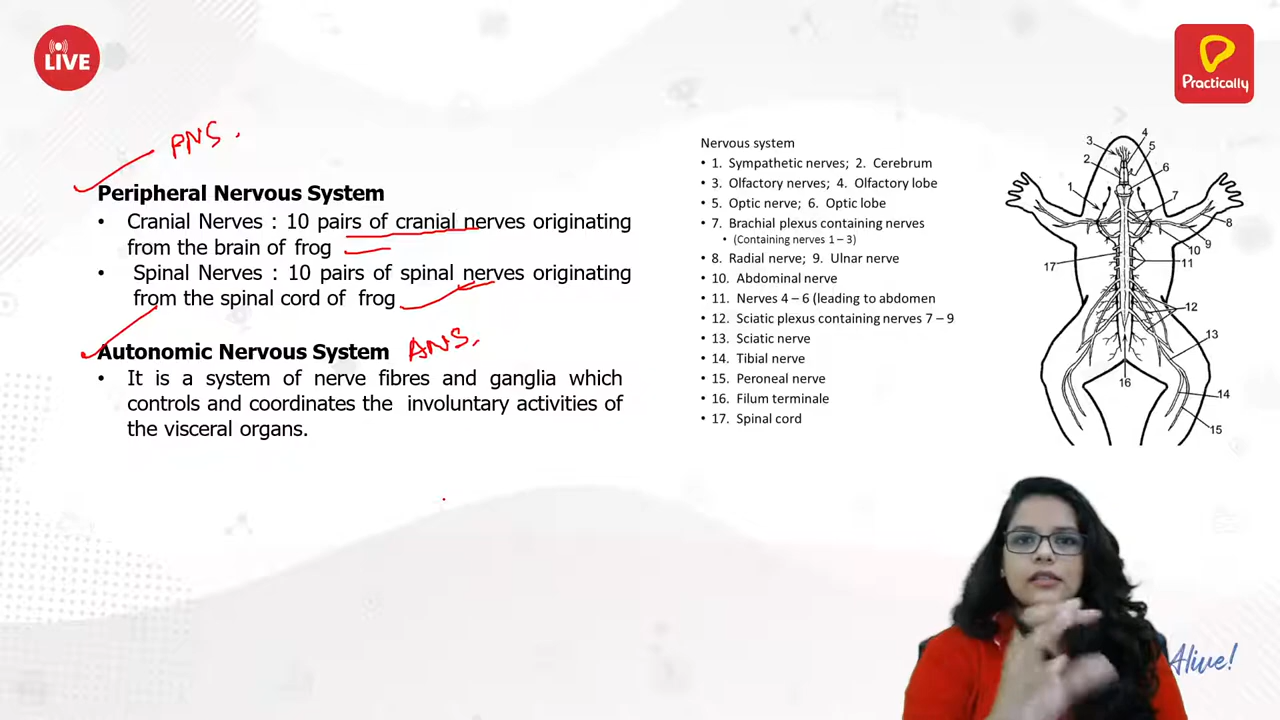 LIVE
Practically
PNS.
Peripheral Nervous System
• Cranial Nerves : 10 pairs of cranial nerves originating
from the brain of frog
• Spinal Nerves : 10 pairs of spinal nerves originating
from the spinal cord of frog
Autonomic Nervous System ANS.
• It is a system of nerve fibres and ganglia which
controls and coordinates the involuntary activities of
the visceral organs.
Nervous system
• 1. Sympathetic nerves; 2. Cerebrum
• 3. Olfactory nerves; 4. Olfactory lobe
• 5. Optic nerve; 6. Optic lobe
• 7. Brachial plexus containing nerves
• (Containing nerves 1 – 3)
• 8. Radial nerve; 9. Ulnar nerve
• 10. Abdominal nerve
• 11. Nerves 4 – 6 (leading to abdomen
• 12. Sciatic plexus containing nerves 7 – 9
• 13. Sciatic nerve
• 14. Tibial nerve
• 15. Peroneal nerve
• 16. Filum terminale
• 17. Spinal cord
4
3
5
2
6
1
7
8
9
10
17
11
12
13
16
14
15
Alive!